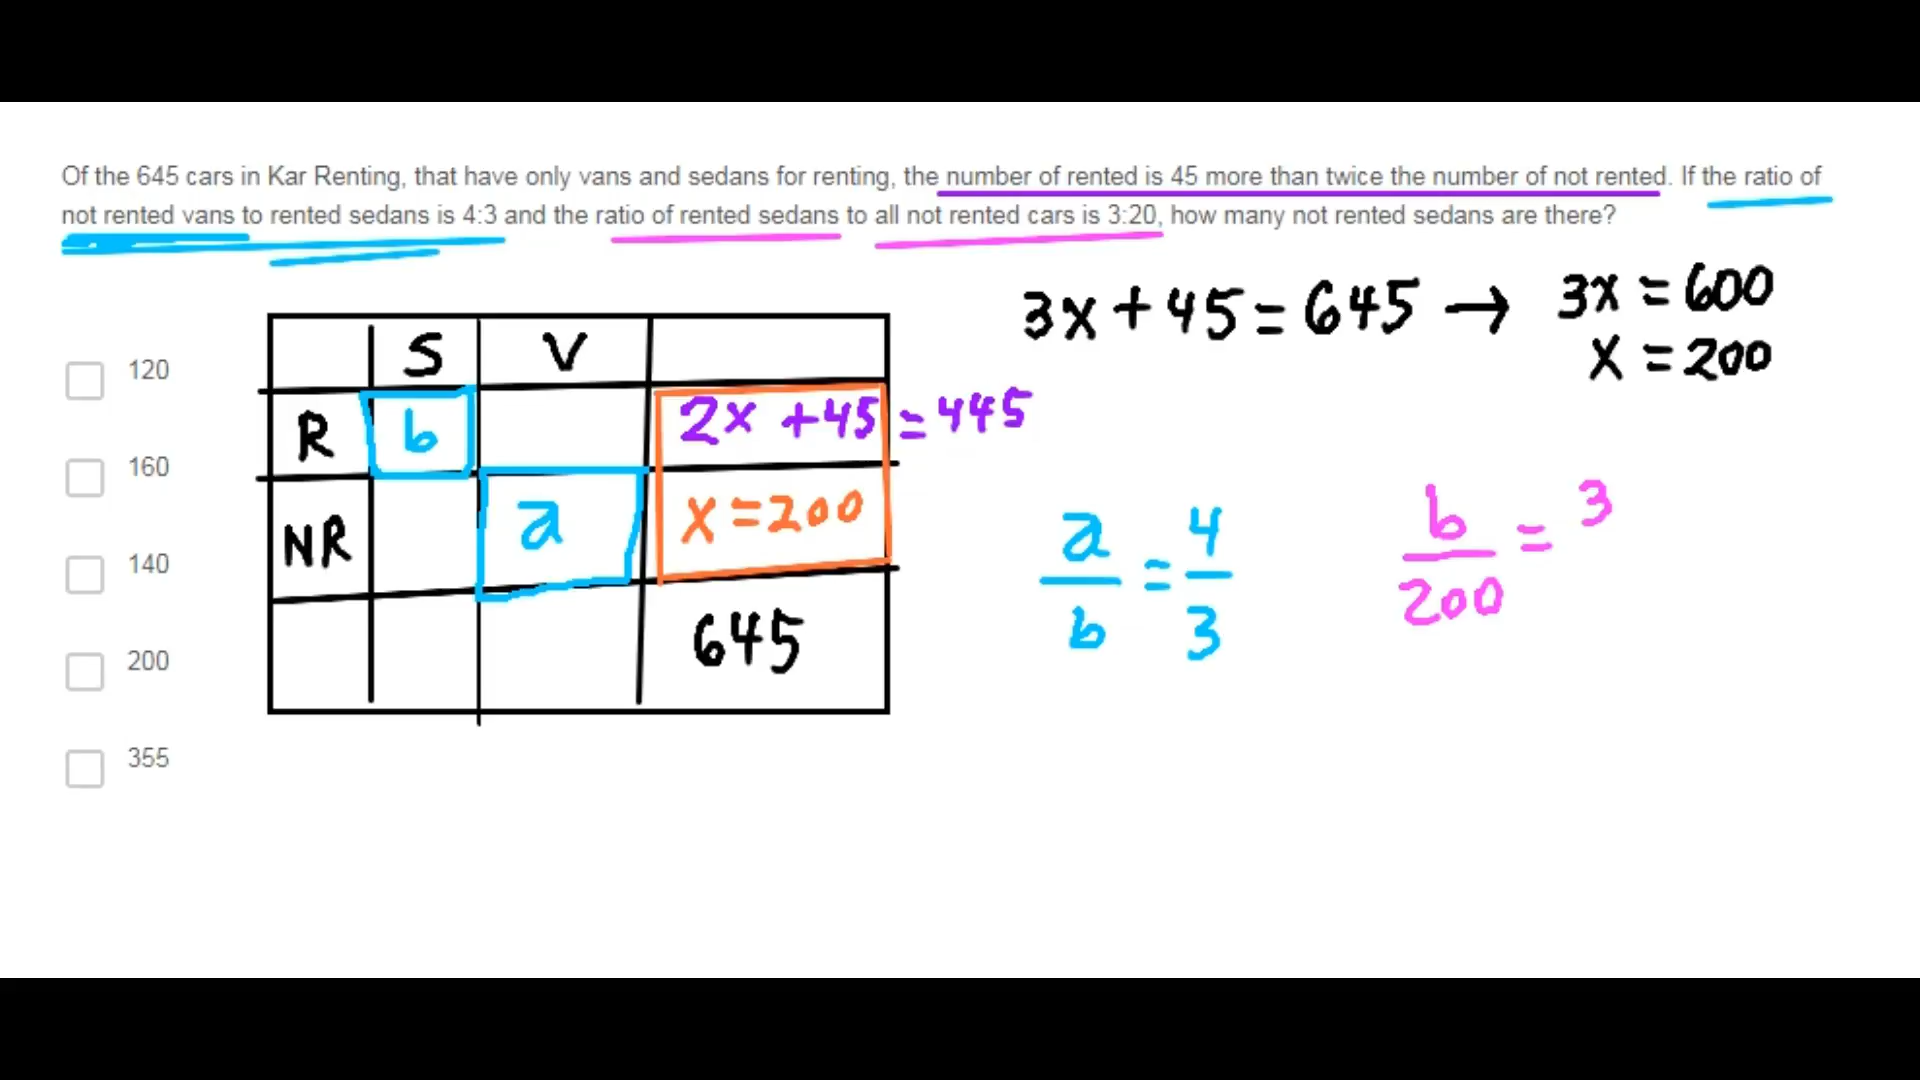 Of the 645 cars in Kar Renting, that have only vans and sedans for renting, the number of rented is 45 more than twice the number of not rented. If the ratio of
not rented vans to rented sedans is 4:3 and the ratio of rented sedans to all not rented cars is 3:20, how many not rented sedans are there?
3x + 45 = 645 → 3x = 600
x = 200
S V
R b 2x + 45 = 445
NR a x = 200
645
a/b = 4/3
b/200 = 3
120
160
140
200
355